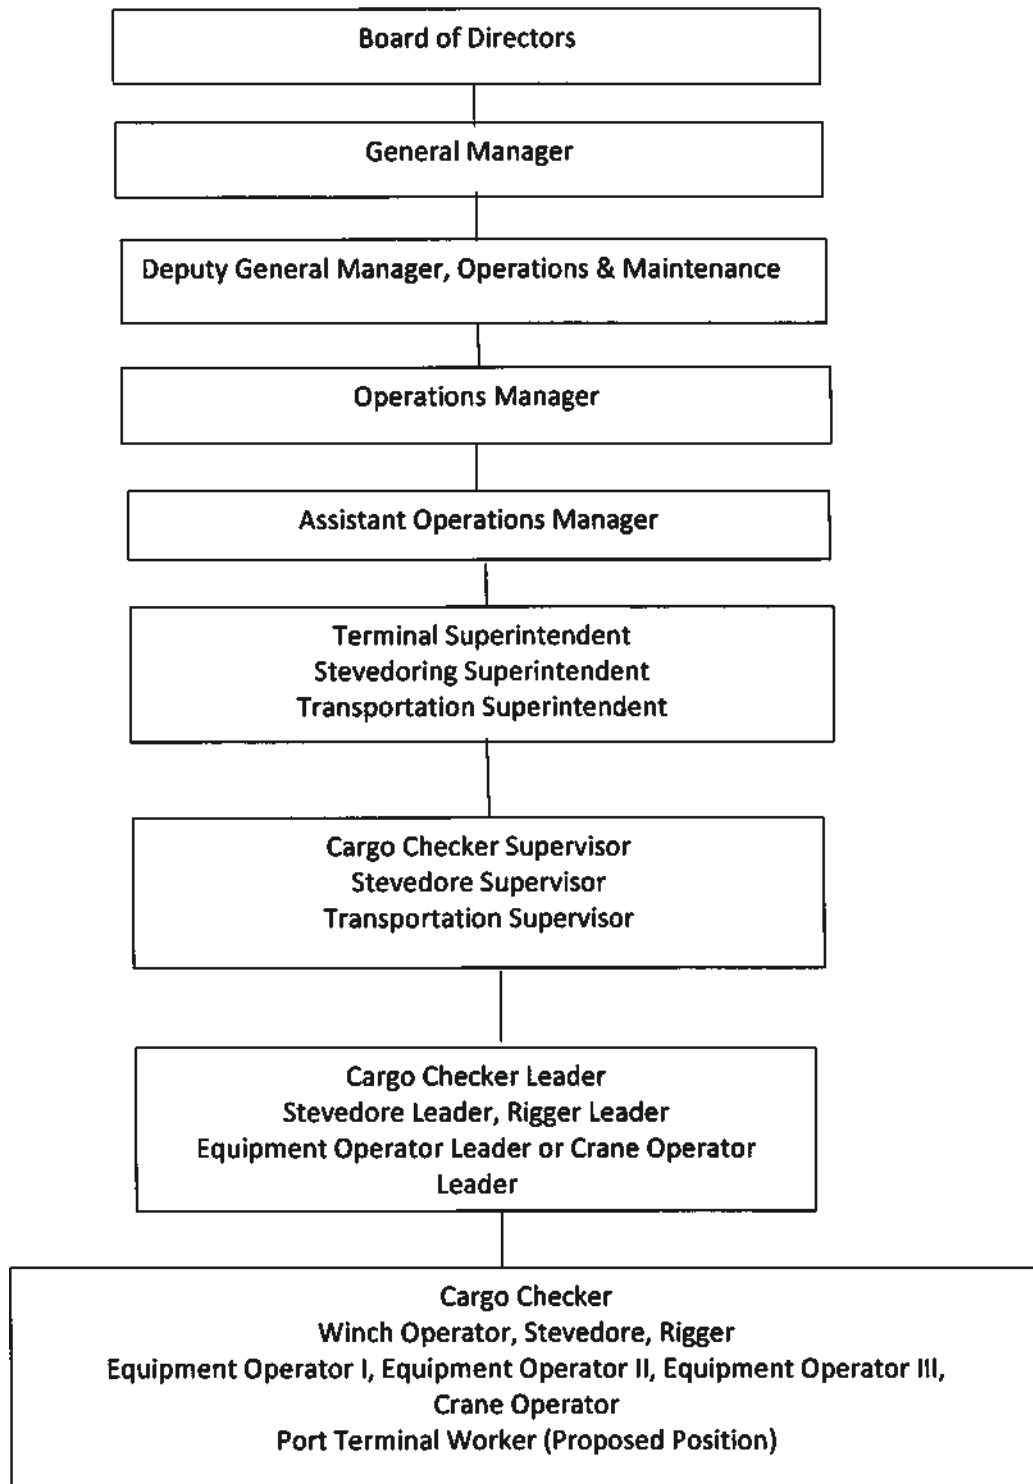 Board of Directors
General Manager
Deputy General Manager, Operations & Maintenance
Operations Manager
Assistant Operations Manager
Terminal Superintendent
Stevedoring Superintendent
Transportation Superintendent
Cargo Checker Supervisor
Stevedore Supervisor
Transportation Supervisor
Cargo Checker Leader
Stevedore Leader, Rigger Leader
Equipment Operator Leader or Crane Operator
Leader
Cargo Checker
Winch Operator, Stevedore, Rigger
Equipment Operator I, Equipment Operator II, Equipment Operator III,
Crane Operator
Port Terminal Worker (Proposed Position)